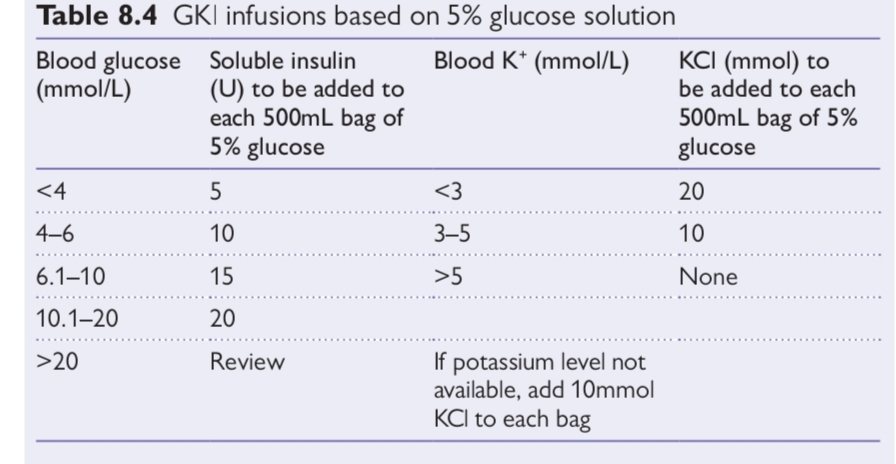 Table 8.4 GKI infusions based on 5% glucose solution
Blood glucose Soluble insulin Blood K⁺ (mmol/L) KCl (mmol) to
(mmol/L) (U) to be added to be added to each
each 500mL bag of 500mL bag of 5%
5% glucose glucose
<4 5 <3 20
4–6 10 3–5 10
6.1–10 15 >5 None
10.1–20 20
>20 Review If potassium level not
available, add 10mmol
KCl to each bag